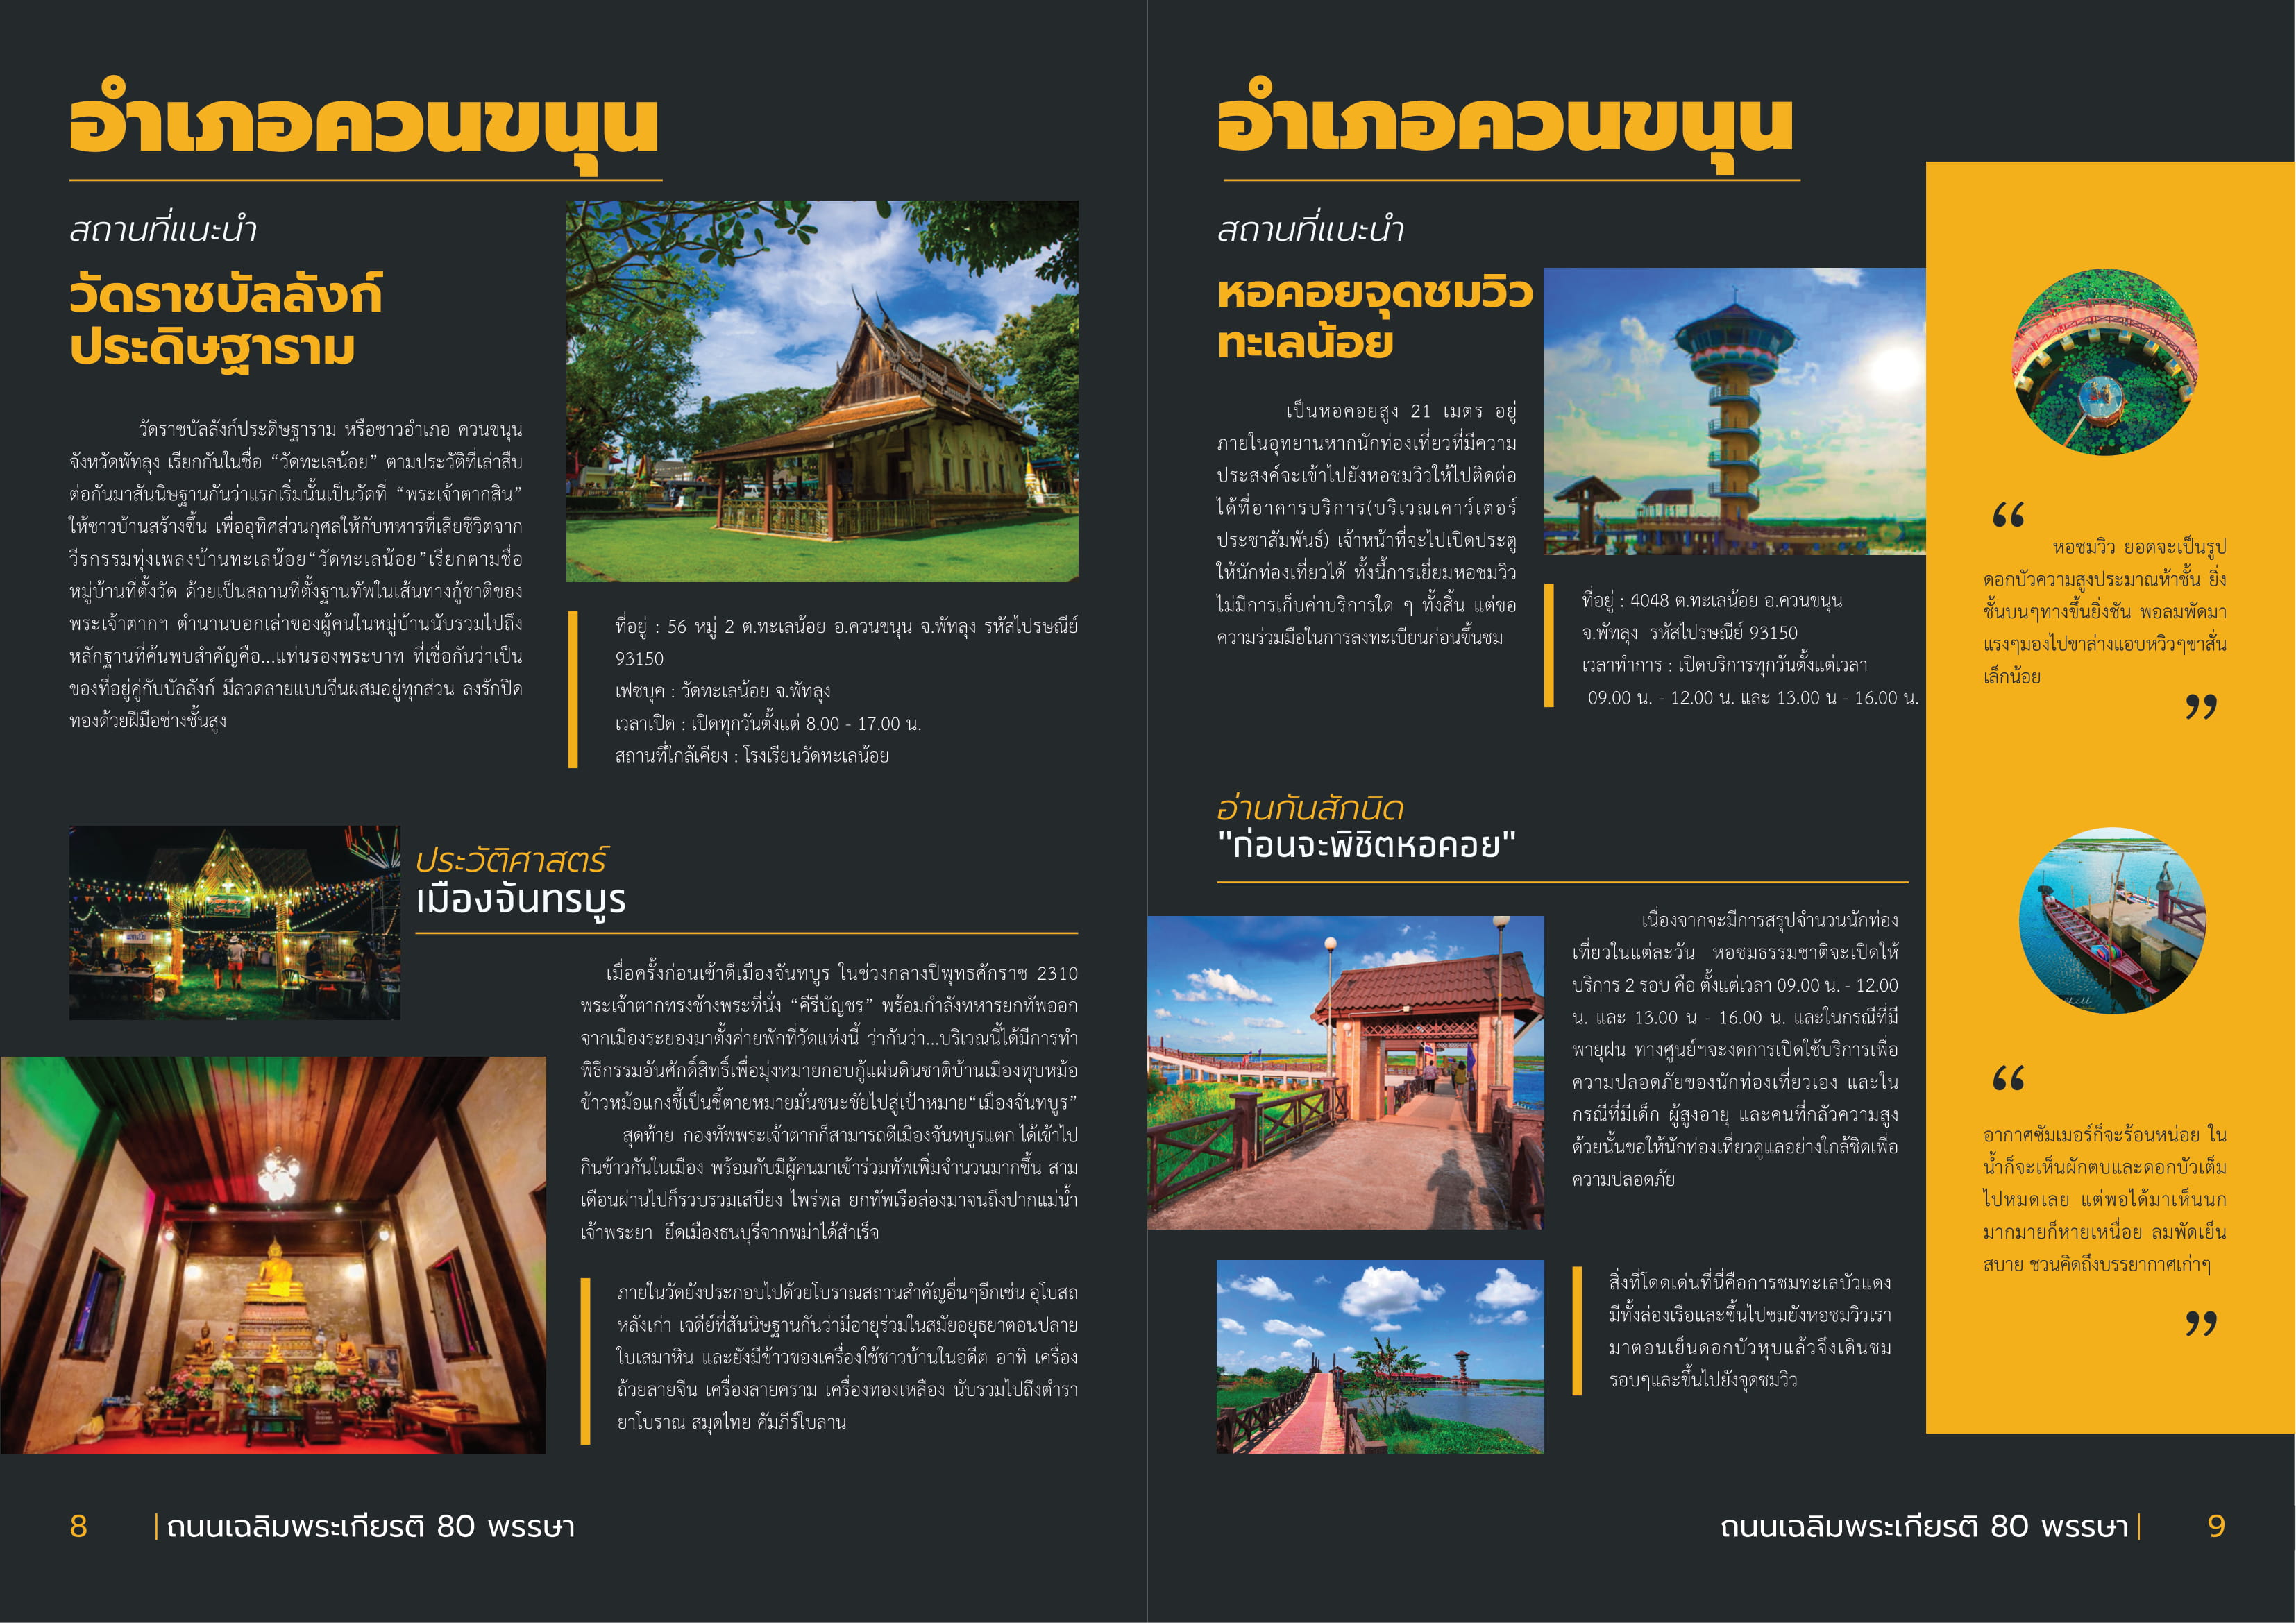 อำเภอควนขนุน
สถานที่แนะนำ
วัดราชบัลลังก์
ประดิษฐาราม
วัดราชบัลลังก์ประดิษฐาราม หรือชาวอำเภอ ควนขนุน
จังหวัดพัทลุง เรียกกันในชื่อ “วัดทะเลน้อย” ตามประวัติที่เล่าสืบ
ต่อกันมาสันนิษฐานกันว่าแรกเริ่มนั้นเป็นวัดที่ “พระเจ้าตากสิน”
ให้ชาวบ้านสร้างขึ้น เพื่ออุทิศส่วนกุศลให้กับทหารที่เสียชีวิตจาก
วีรกรรมทุ่งเพลงบ้านทะเลน้อย“วัดทะเลน้อย”เรียกตามชื่อ
หมู่บ้านที่ตั้งวัด ด้วยเป็นสถานที่ตั้งฐานทัพในเส้นทางกู้ชาติของ
พระเจ้าตากฯ ตำนานบอกเล่าของผู้คนในหมู่บ้านนับรวมไปถึง
หลักฐานที่ค้นพบสำคัญคือ...แท่นรองพระบาท ที่เชื่อกันว่าเป็น
ของที่อยู่คู่กับบัลลังก์ มีลวดลายแบบจีนผสมอยู่ทุกส่วน ลงรักปิด
ทองด้วยฝีมือช่างชั้นสูง
ที่อยู่ : 56 หมู่ 2 ต.ทะเลน้อย อ.ควนขนุน จ.พัทลุง รหัสไปรษณีย์
93150
เฟซบุค : วัดทะเลน้อย จ.พัทลุง
เวลาเปิด : เปิดทุกวันตั้งแต่ 8.00 - 17.00 น.
สถานที่ใกล้เคียง : โรงเรียนวัดทะเลน้อย
ประวัติศาสตร์
เมืองจันทรบูร
เมื่อครั้งก่อนเข้าตีเมืองจันทบูร ในช่วงกลางปีพุทธศักราช 2310
พระเจ้าตากทรงช้างพระที่นั่ง “คีรีบัญชร” พร้อมกำลังทหารยกทัพออก
จากเมืองระยองมาตั้งค่ายพักที่วัดแห่งนี้ ว่ากันว่า...บริเวณนี้ได้มีการทำ
พิธีกรรมอันศักดิ์สิทธิ์เพื่อมุ่งหมายกอบกู้แผ่นดินชาติบ้านเมืองทุบหม้อ
ข้าวหม้อแกงชี้เป็นชี้ตายหมายมั่นชนะชัยไปสู่เป้าหมาย“เมืองจันทบูร”
สุดท้าย กองทัพพระเจ้าตากก็สามารถตีเมืองจันทบูรแตก ได้เข้าไป
กินข้าวกันในเมือง พร้อมกับมีผู้คนมาเข้าร่วมทัพเพิ่มจำนวนมากขึ้น สาม
เดือนผ่านไปก็รวบรวมเสบียง ไพร่พล ยกทัพเรือล่องมาจนถึงปากแม่น้ำ
เจ้าพระยา ยึดเมืองธนบุรีจากพม่าได้สำเร็จ
ภายในวัดยังประกอบไปด้วยโบราณสถานสำคัญอื่นๆอีกเช่น อุโบสถ
หลังเก่า เจดีย์ที่สันนิษฐานกันว่ามีอายุร่วมในสมัยอยุธยาตอนปลาย
ใบเสมาหิน และยังมีข้าวของเครื่องใช้ชาวบ้านในอดีต อาทิ เครื่อง
ถ้วยลายจีน เครื่องลายคราม เครื่องทองเหลือง นับรวมไปถึงตำรา
ยาโบราณ สมุดไทย คัมภีร์ใบลาน
8 | ถนนเฉลิมพระเกียรติ 80 พรรษา
อำเภอควนขนุน
สถานที่แนะนำ
หอคอยจุดชมวิว
ทะเลน้อย
เป็นหอคอยสูง 21 เมตร อยู่
ภายในอุทยานหากนักท่องเที่ยวที่มีความ
ประสงค์จะเข้าไปยังหอชมวิวให้ไปติดต่อ
ได้ที่อาคารบริการ(บริเวณเคาว์เตอร์
ประชาสัมพันธ์) เจ้าหน้าที่จะไปเปิดประตู
ให้นักท่องเที่ยวได้ ทั้งนี้การเยี่ยมหอชมวิว
ไม่มีการเก็บค่าบริการใด ๆ ทั้งสิ้น แต่ขอ
ความร่วมมือในการลงทะเบียนก่อนขึ้นชม
ที่อยู่ : 4048 ต.ทะเลน้อย อ.ควนขนุน
จ.พัทลุง รหัสไปรษณีย์ 93150
เวลาทำการ : เปิดบริการทุกวันตั้งแต่เวลา
09.00 น. - 12.00 น. และ 13.00 น - 16.00 น.
อ่านกันสักนิด
"ก่อนจะพิชิตหอคอย"
เนื่องจากจะมีการสรุปจำนวนนักท่อง
เที่ยวในแต่ละวัน หอชมธรรมชาติจะเปิดให้
บริการ 2 รอบ คือ ตั้งแต่เวลา 09.00 น. - 12.00
น. และ 13.00 น - 16.00 น. และในกรณีที่มี
พายุฝน ทางศูนย์ฯจะงดการเปิดใช้บริการเพื่อ
ความปลอดภัยของนักท่องเที่ยวเอง และใน
กรณีที่มีเด็ก ผู้สูงอายุ และคนที่กลัวความสูง
ด้วยนั้นขอให้นักท่องเที่ยวดูแลอย่างใกล้ชิดเพื่อ
ความปลอดภัย
สิ่งที่โดดเด่นที่นี่คือการชมทะเลบัวแดง
มีทั้งล่องเรือและขึ้นไปชมยังหอชมวิวเรา
มาตอนเย็นดอกบัวหุบแล้วจึงเดินชม
รอบๆและขึ้นไปยังจุดชมวิว
“
หอชมวิว ยอดจะเป็นรูป
ดอกบัวความสูงประมาณห้าชั้น ยิ่ง
ชั้นบนๆทางขึ้นยิ่งชัน พอลมพัดมา
แรงๆมองไปขาล่างแอบหวิวๆขาสั่น
เล็กน้อย
”
“
อากาศซัมเมอร์ก็จะร้อนหน่อย ใน
น้ำก็จะเห็นผักตบและดอกบัวเต็ม
ไปหมดเลย แต่พอได้มาเห็นนก
มากมายก็หายเหนื่อย ลมพัดเย็น
สบาย ชวนคิดถึงบรรยากาศเก่าๆ
”
ถนนเฉลิมพระเกียรติ 80 พรรษา | 9